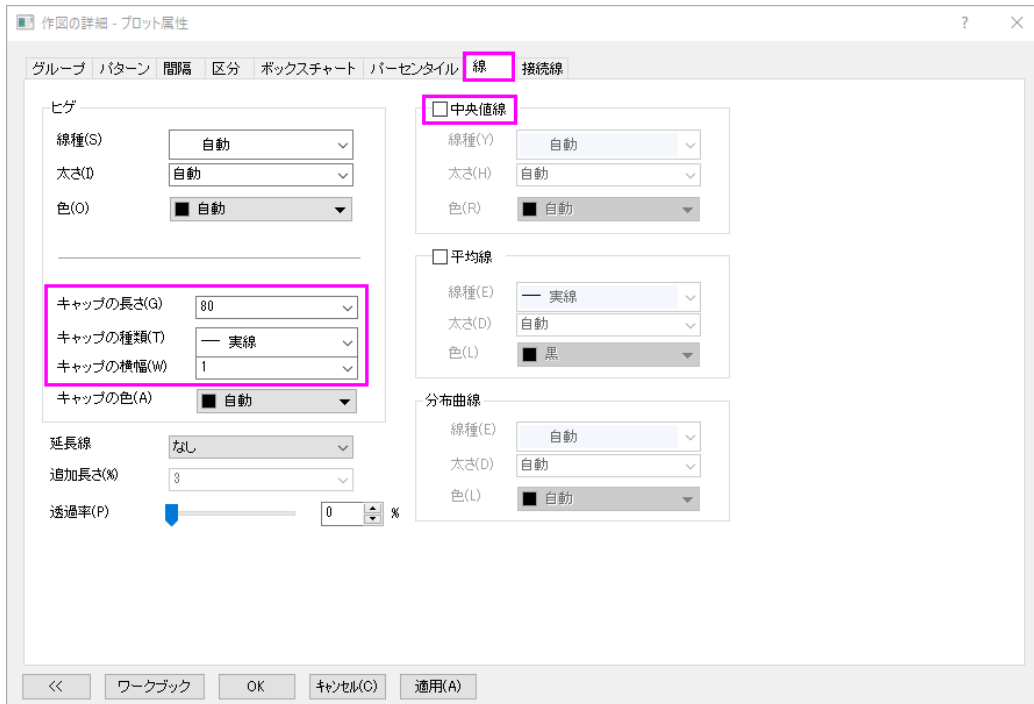 作図の詳細 - プロット属性
? ×
グループ パターン 間隔 区分 ボックスチャート パーセンタイル 線 接続線
ヒゲ
線種(S) 自動
太さ(I) 自動
色(O) 自動
キャップの長さ(G) 80
キャップの種類(T) 実線
キャップの横幅(W) 1
キャップの色(A) 自動
延長線 なし
追加長さ(%) 3
透過率(P) 0 %
中央値線
線種(Y) 自動
太さ(H) 自動
色(R) 自動
平均線
線種(E) 実線
太さ(D) 自動
色(L) 黒
分布曲線
線種(E) 自動
太さ(D) 自動
色(L) 自動
<< ワークブック OK キャンセル(C) 適用(A)